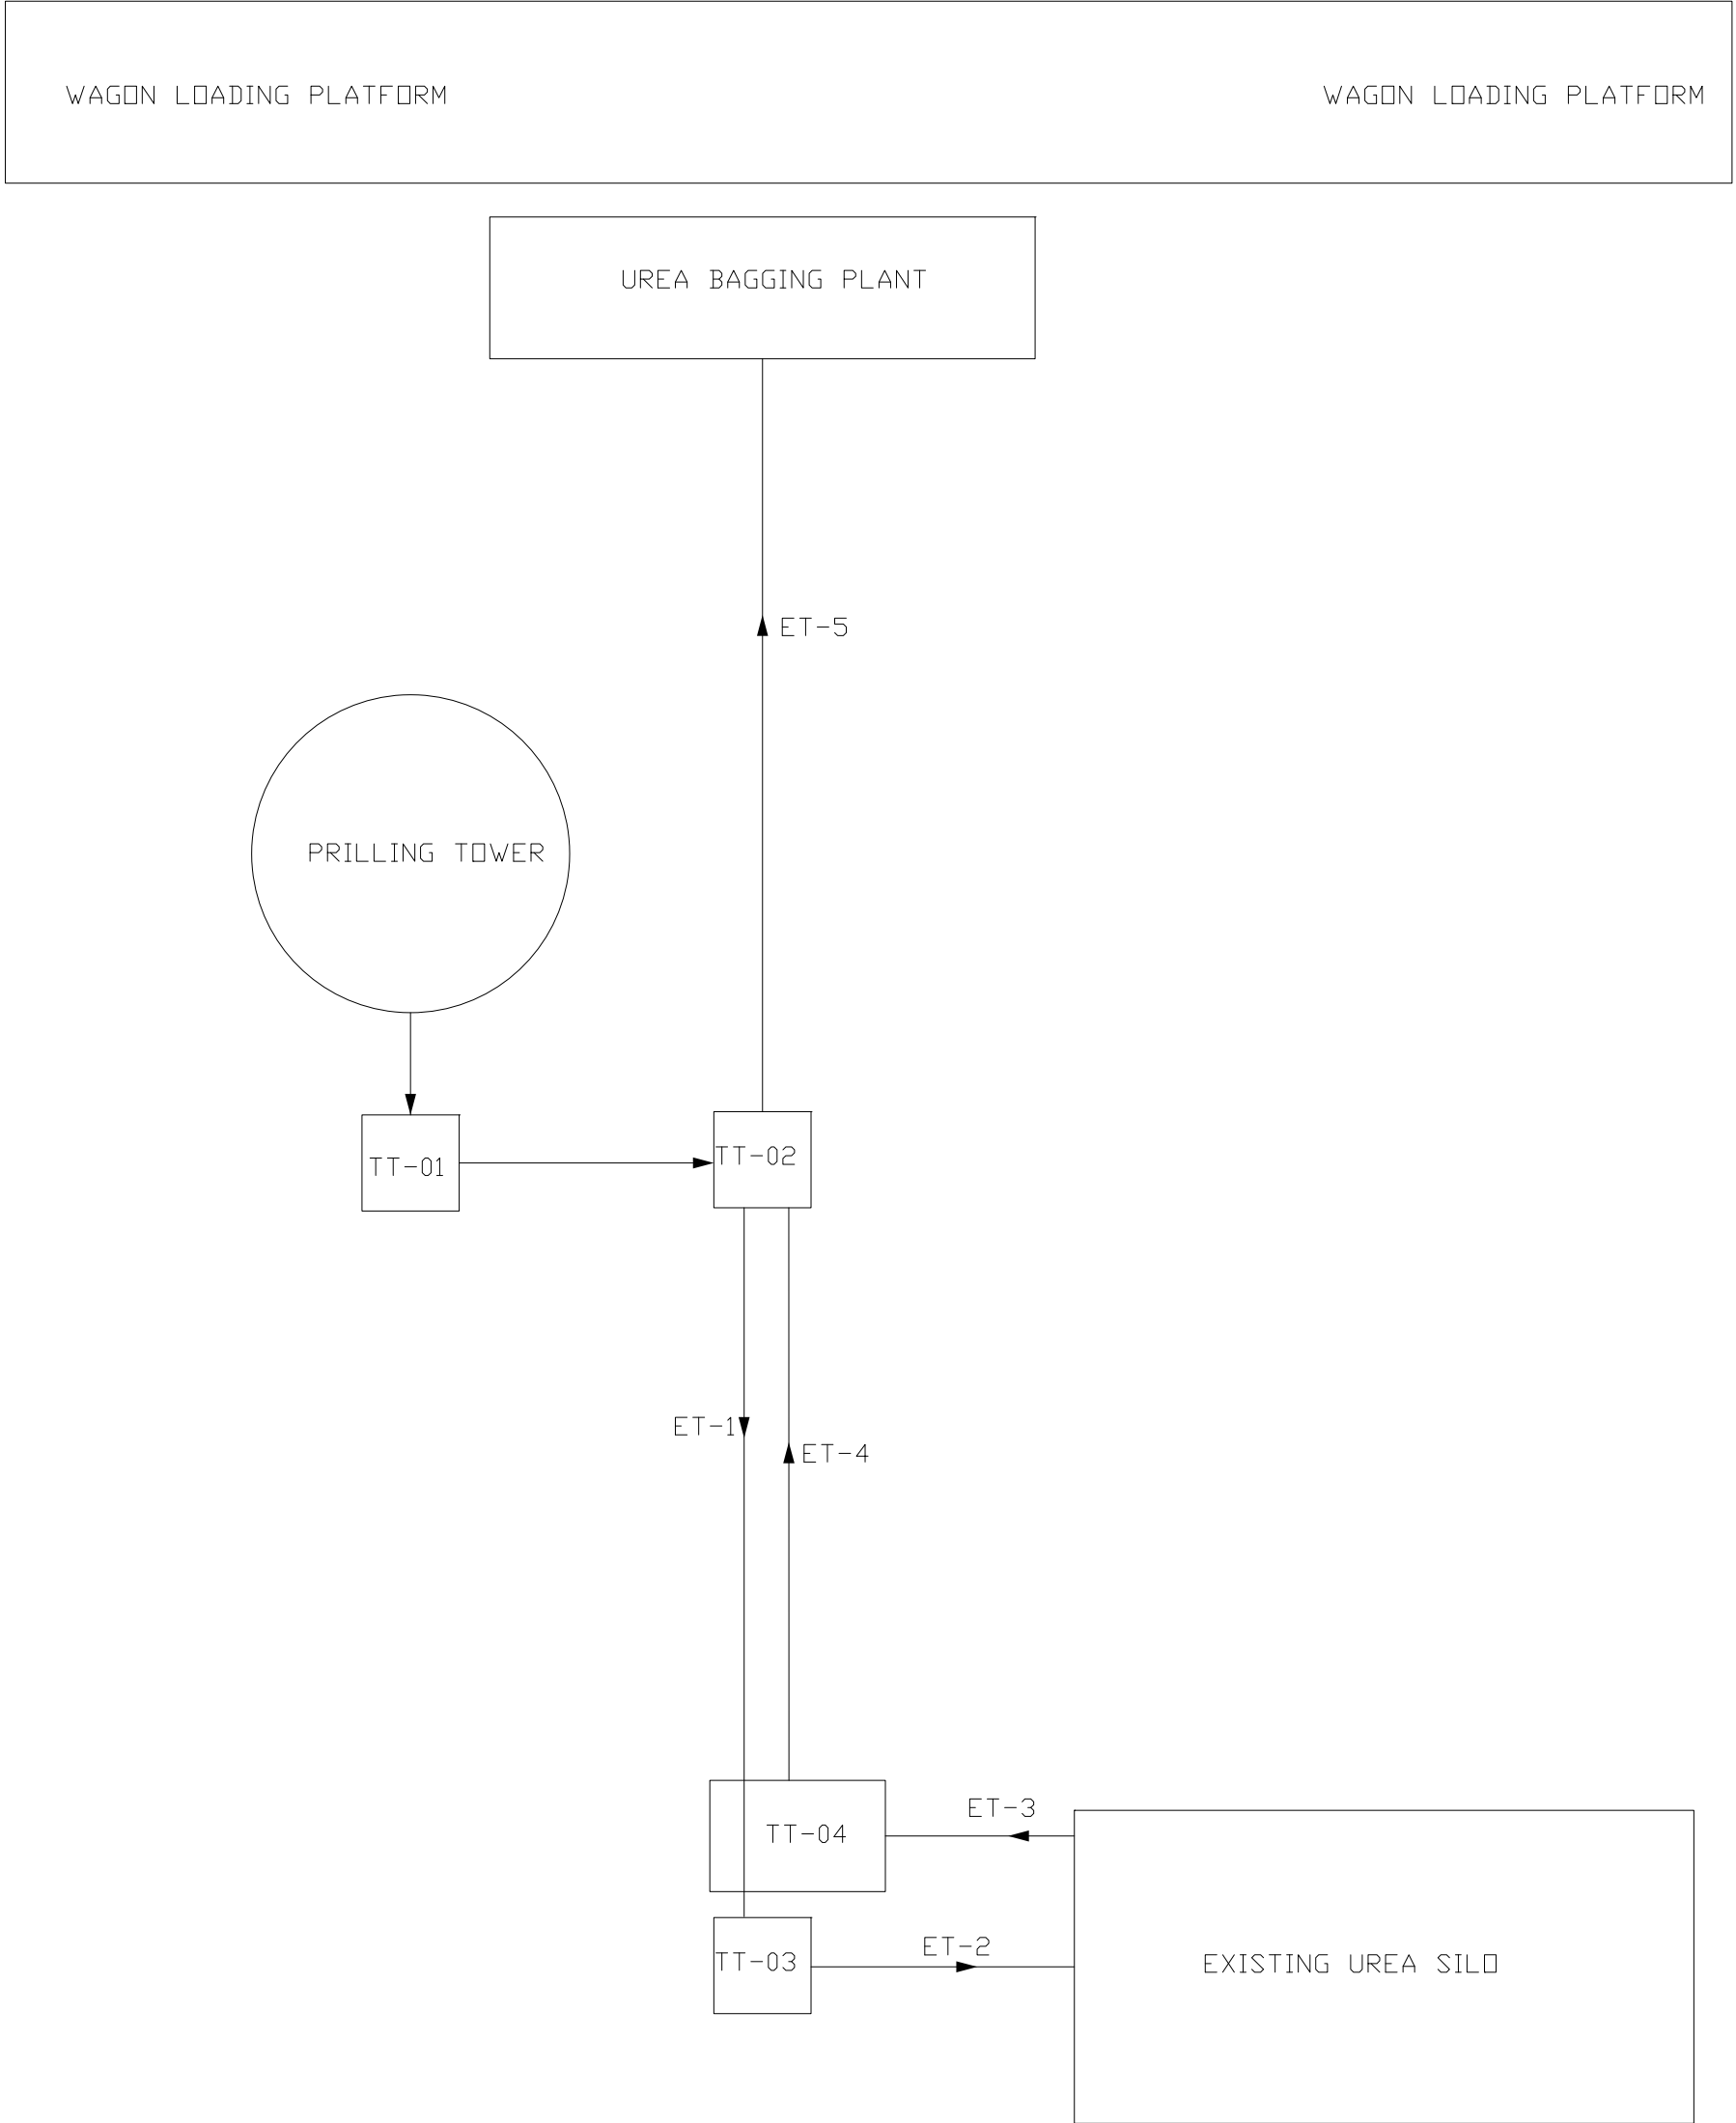 WAGON LOADING PLATFORM
WAGON LOADING PLATFORM
UREA BAGGING PLANT
ET-5
PRILLING TOWER
TT-01
TT-02
ET-1
ET-4
ET-3
TT-04
ET-2
TT-03
EXISTING UREA SILO